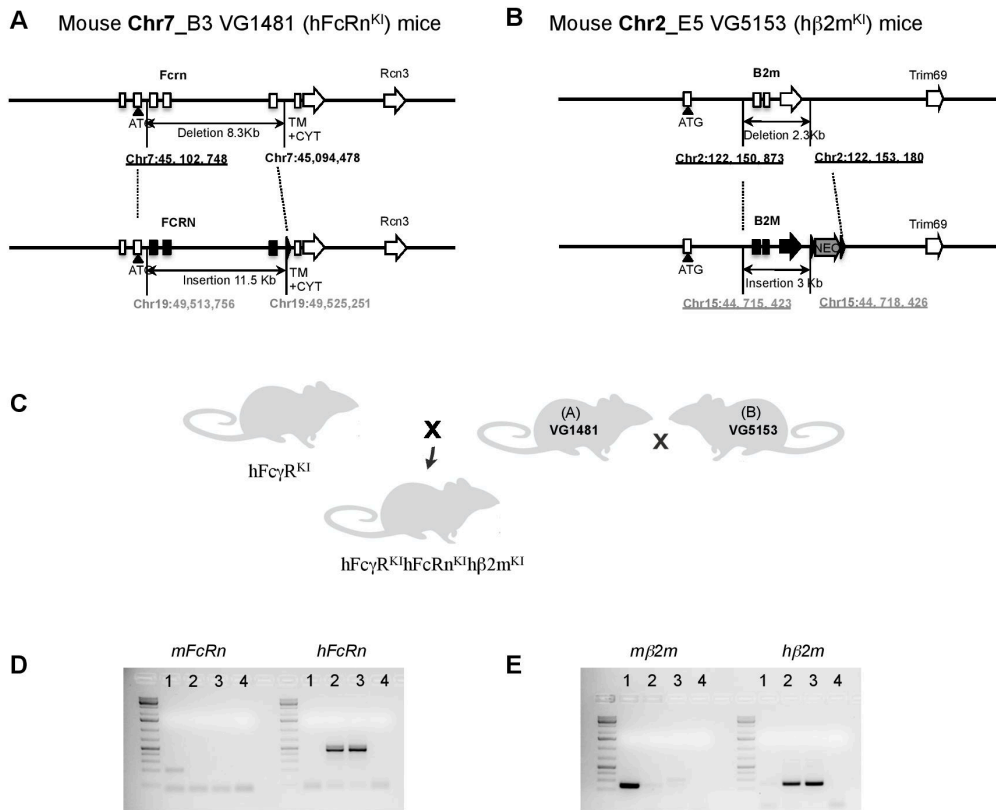 A
Mouse Chr7_B3 VG1481 (hFcRnKI) mice
Fcrn
Rcn3
ATG
Deletion 8.3Kb
TM
+CYT
Chr7:45, 102, 748
Chr7:45,094,478
FCRN
Rcn3
ATG
Insertion 11.5 Kb
TM
+CYT
Chr19:49,513,756
Chr19:49,525,251
B
Mouse Chr2_E5 VG5153 (hβ2mKI) mice
B2m
Trim69
ATG
Deletion 2.3Kb
Chr2:122, 150, 873
Chr2:122, 153, 180
B2M
Trim69
NEO
ATG
Insertion 3 Kb
Chr15:44, 715, 423
Chr15:44, 718, 426
C
(A)
VG1481
(B)
VG5153
X
X
hFcγRKI
hFcγRKIhFcRnKIhβ2mKI
D
mFcRn
hFcRn
1 2 3 4
1 2 3 4
E
mβ2m
hβ2m
1 2 3 4
1 2 3 4